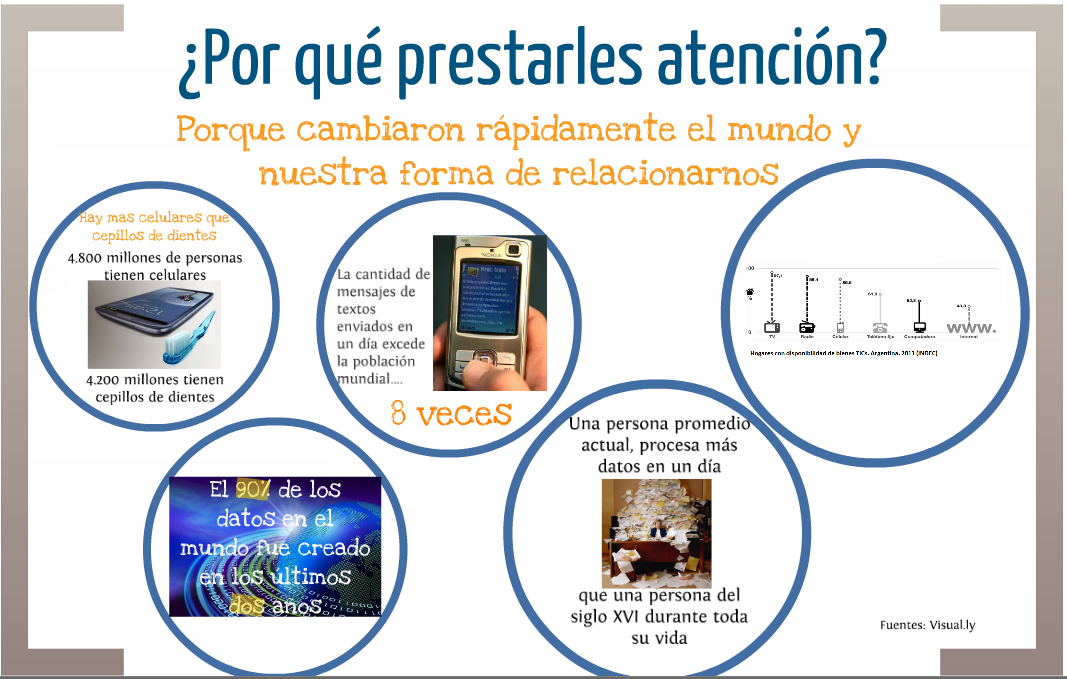 ¿Por qué prestarles atención?
Porque cambiaron rápidamente el mundo y
nuestra forma de relacionarnos
Hay mas celulares que
cepillos de dientes
4.800 millones de personas
tienen celulares
4.200 millones tienen
cepillos de dientes
La cantidad de
mensajes de
textos
enviados en
un día excede
la población
mundial....
NOKIA
8 veces
100
%
0
TV
Radio
Celular
Teléfono fijo
Computadora
www.
Internet
Hogares con disponibilidad de bienes TICs. Argentina. 2011 (INDEC)
El 90% de los
datos en el
mundo fue creado
en los ultimos
dos años
Una persona promedio
actual, procesa más
datos en un día
que una persona del
siglo XVI durante toda
su vida
Fuentes: Visual.ly